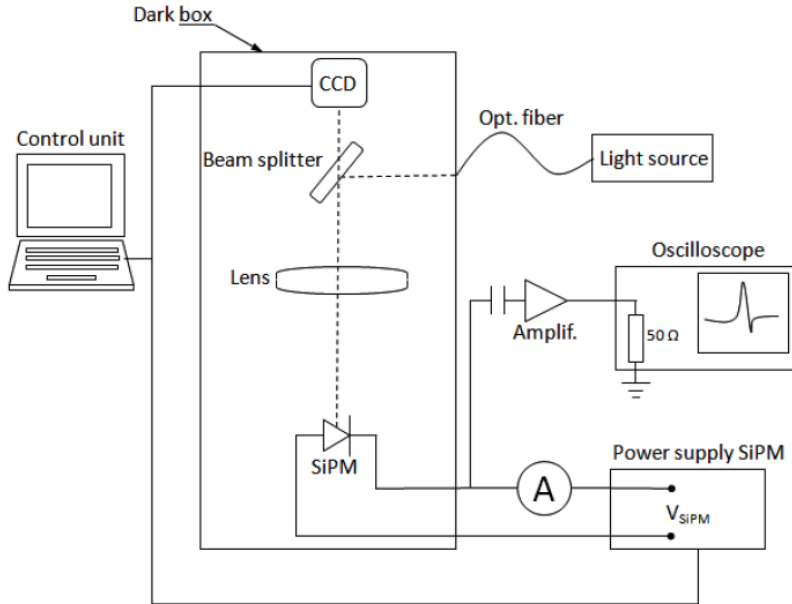 Dark box
CCD
Control unit
Beam splitter
Opt. fiber
Light source
Lens
Oscilloscope
Amplif.
50 Ω
SiPM
Power supply SiPM
A
V_SiPM